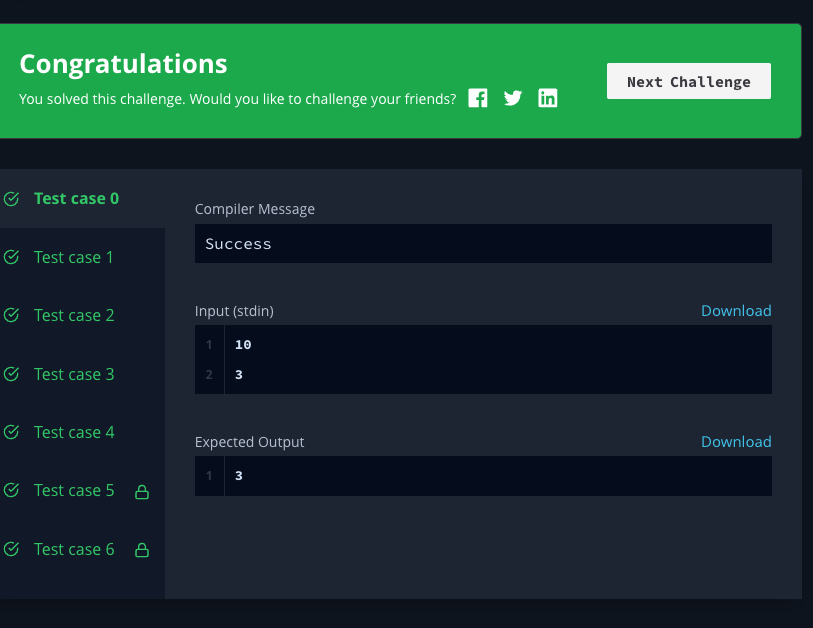 Congratulations
You solved this challenge. Would you like to challenge your friends?
Next Challenge
Test case 0
Test case 1
Test case 2
Test case 3
Test case 4
Test case 5
Test case 6
Compiler Message
Success
Input (stdin)
Download
1 10
2 3
Expected Output
Download
1 3